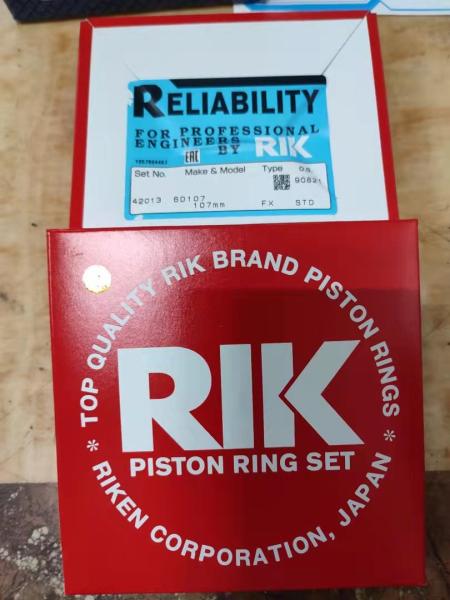 RELIABILITY
FOR PROFESSIONAL
ENGINEERS
BY RIK
EAC
Set No. Make & Model Type O.S.
42013 6D107 FX STD
107mm
TOP QUALITY RIK BRAND PISTON RINGS
RIK
PISTON RING SET
* RIKEN CORPORATION, JAPAN *